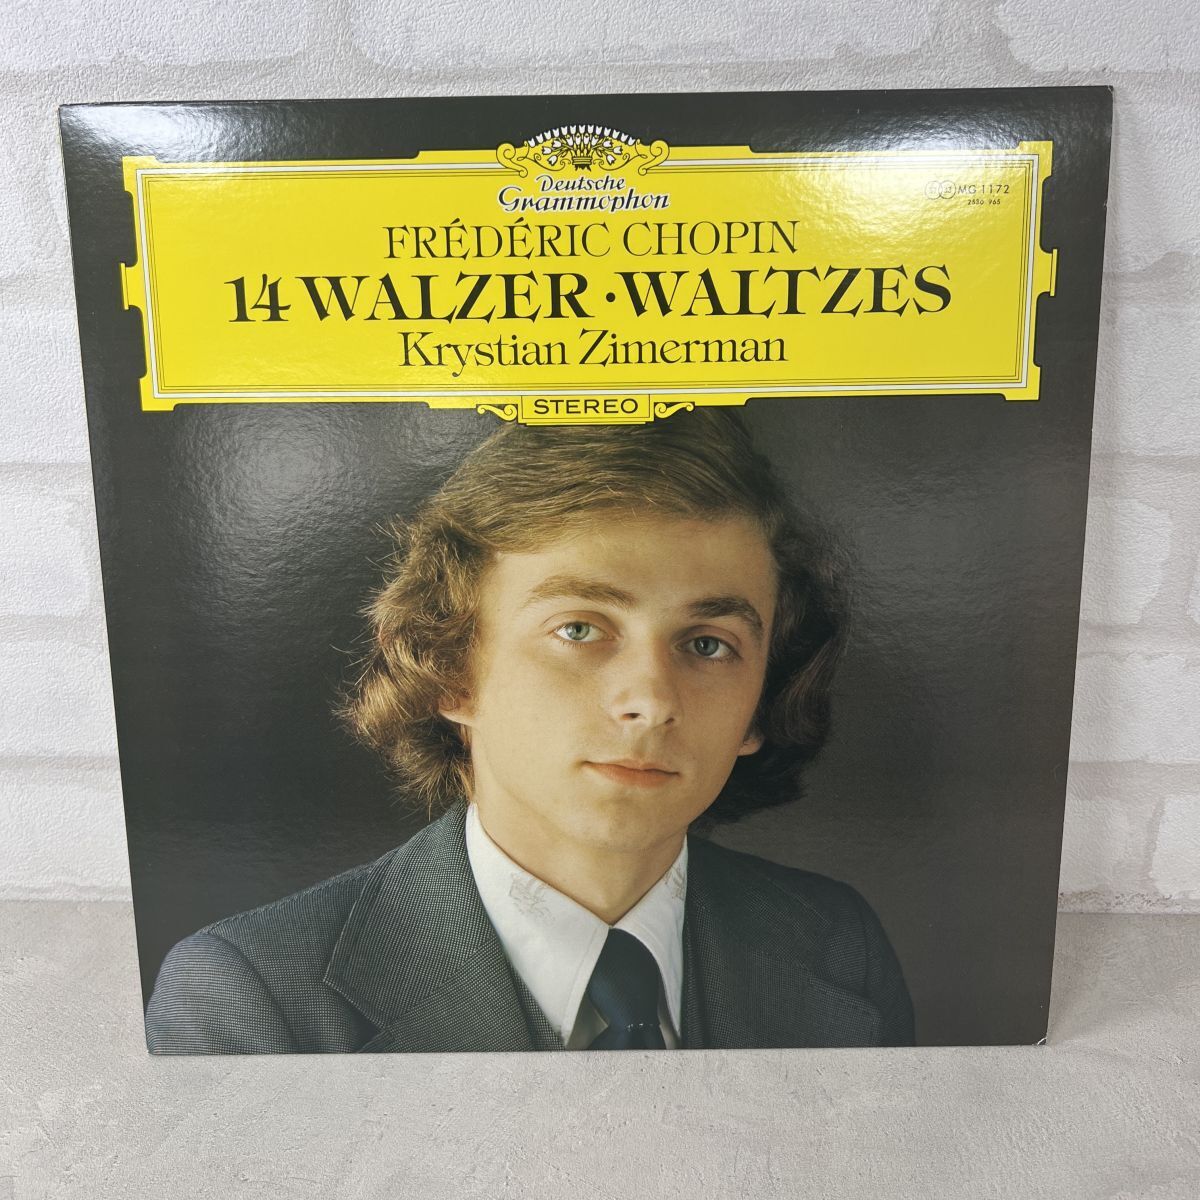 Deutsche
Grammophon
MG 1172
2530 965
FRÉDÉRIC CHOPIN
14 WALZER · WALTZES
Krystian Zimerman
STEREO